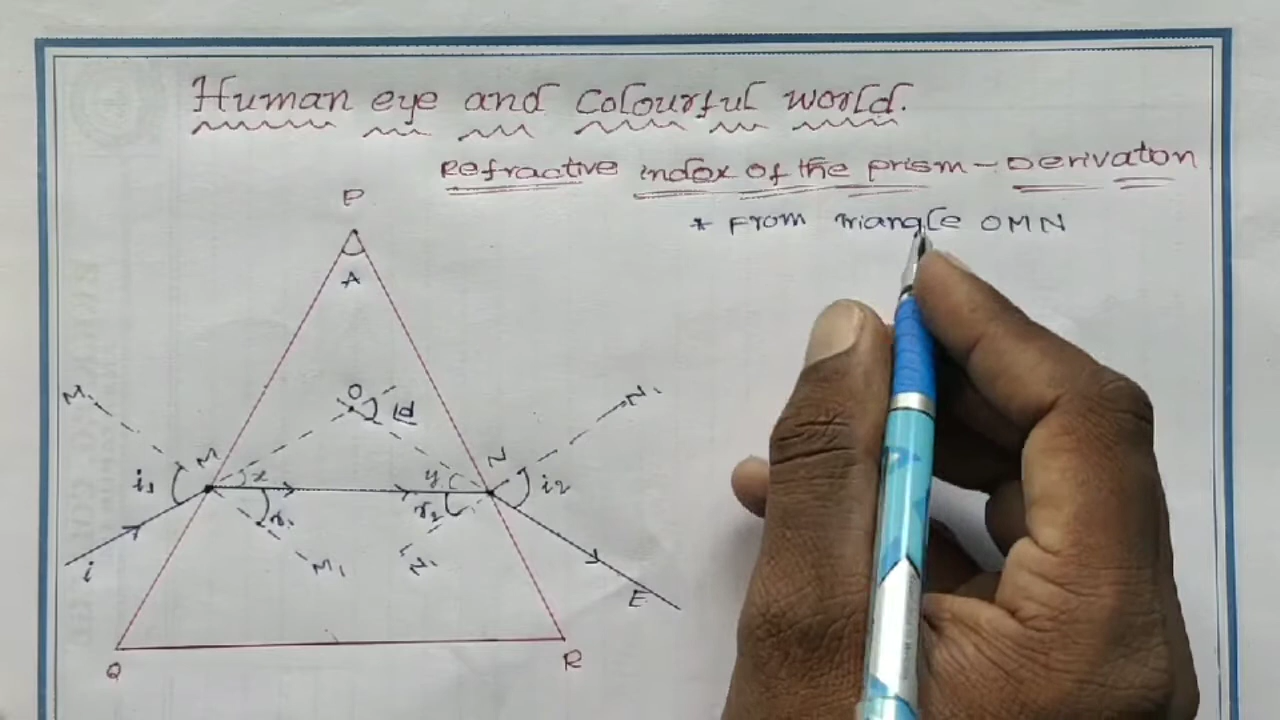 Human eye and Colourful world.
Refractive index of the prism - Derivaton
* From Triangle OMN
P
A
O
d
M
N
N1
M
x
y
i1
i2
r1
r2
M1
N1
i
E
Q
R